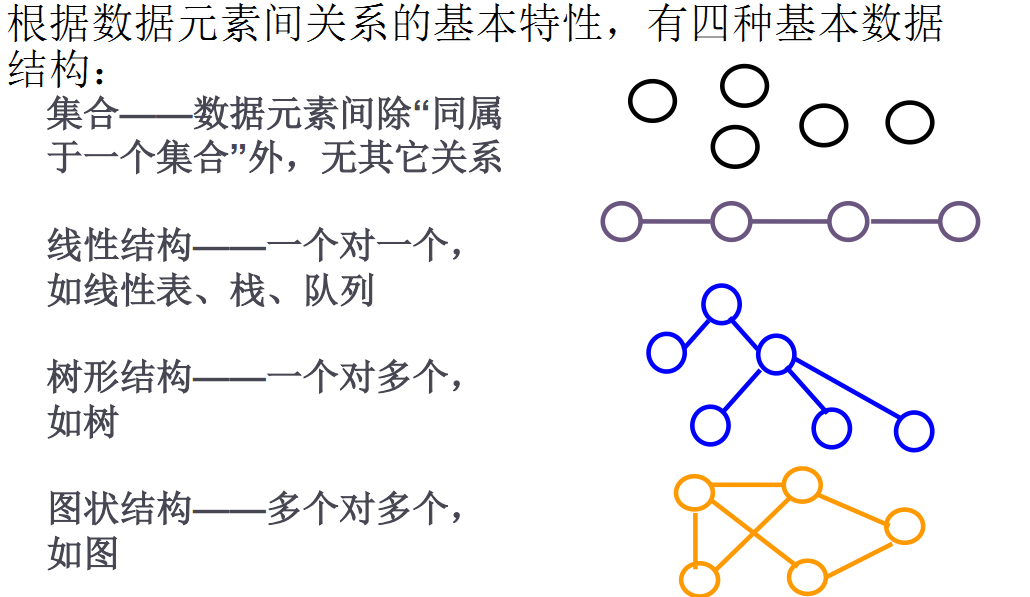 根据数据元素间关系的基本特性，有四种基本数据
结构：
集合——数据元素间除“同属
于一个集合”外，无其它关系
线性结构——一个对一个，
如线性表、栈、队列
树形结构——一个对多个，
如树
图状结构——多个对多个，
如图